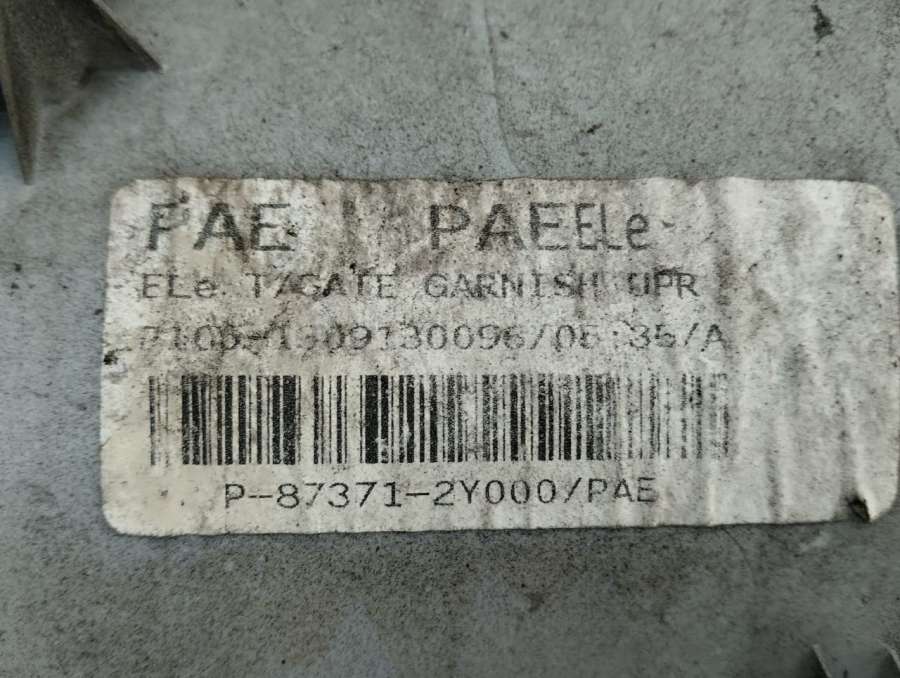 PAE PAEELe
ELe T/GATE GARNISH UPR
P-87371-2Y000/PAE